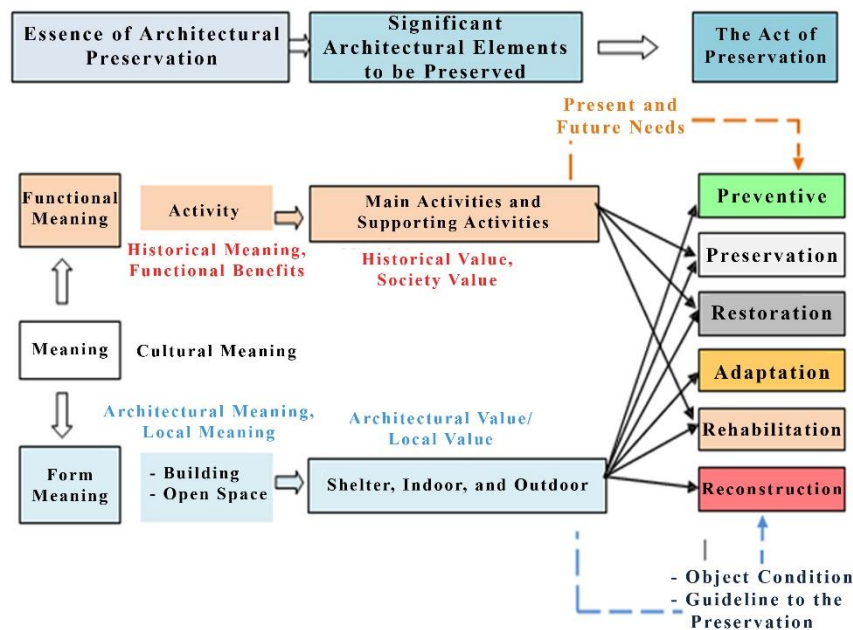 Essence of Architectural
Preservation
Significant
Architectural Elements
to be Preserved
The Act of
Preservation
Present and
Future Needs
Functional
Meaning
Activity
Main Activities and
Supporting Activities
Preventive
Historical Meaning,
Functional Benefits
Historical Value,
Society Value
Preservation
Restoration
Meaning
Cultural Meaning
Adaptation
Architectural Meaning,
Local Meaning
Architectural Value/
Local Value
Rehabilitation
Form
Meaning
- Building
- Open Space
Shelter, Indoor, and Outdoor
Reconstruction
- Object Condition
- Guideline to the
Preservation